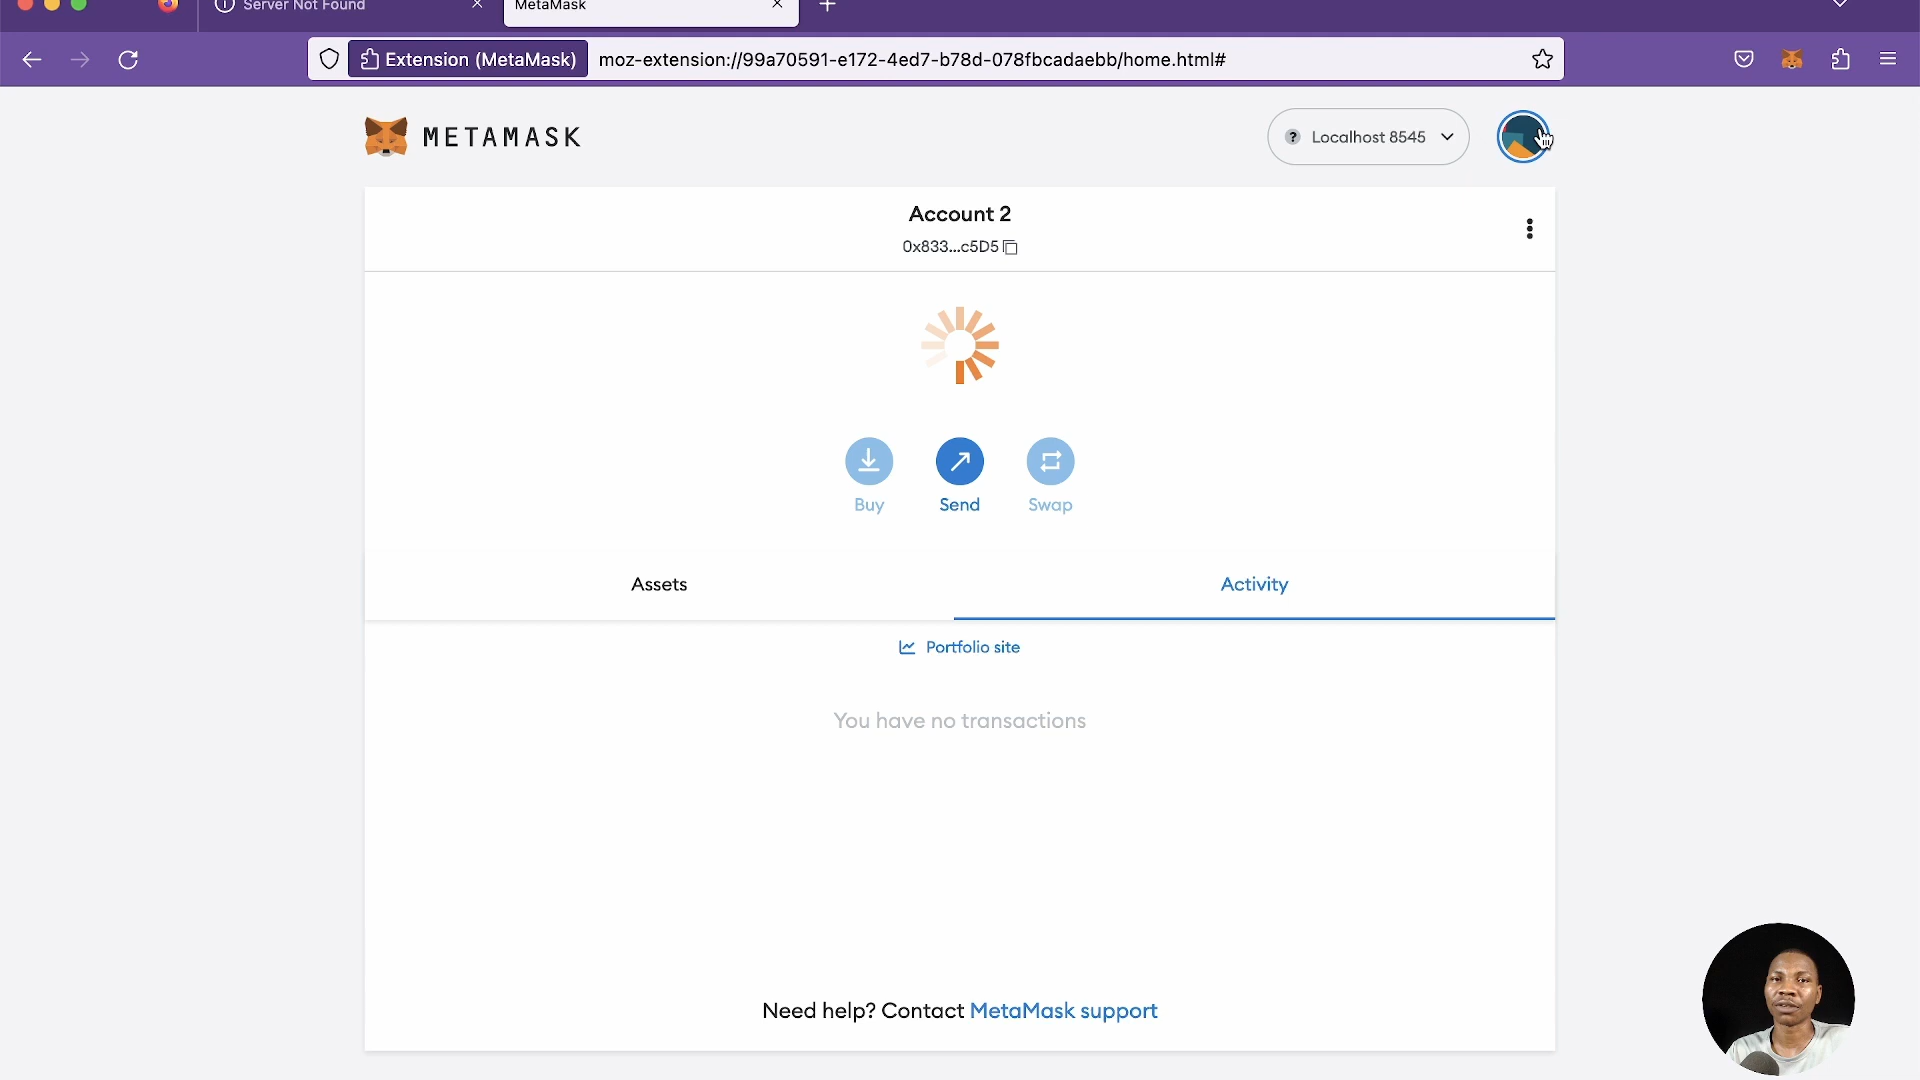 Server Not Found
MetaMask
Extension (MetaMask)
moz-extension://99a70591-e172-4ed7-b78d-078fbcadaebb/home.html#
METAMASK
? Localhost 8545
Account 2
0x833...c5D5
Buy
Send
Swap
Assets
Activity
Portfolio site
You have no transactions
Need help? Contact MetaMask support